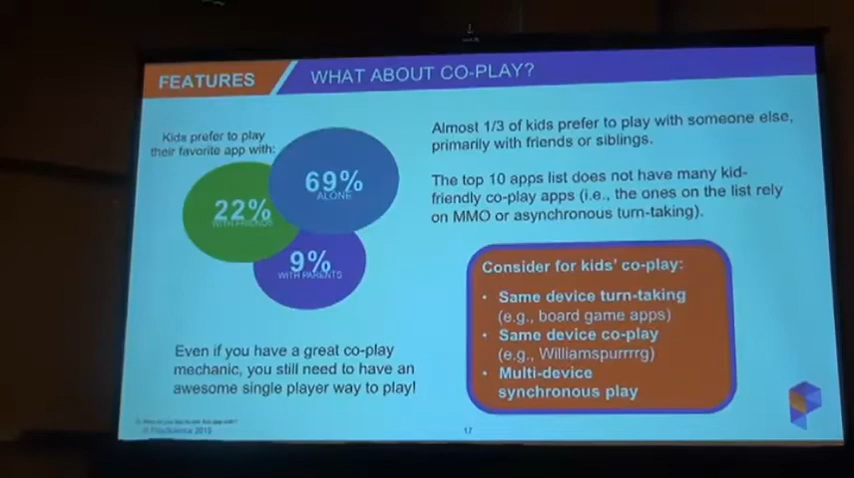 FEATURES
WHAT ABOUT CO-PLAY?
Kids prefer to play
their favorite app with:
69%
ALONE
22%
WITH FRIENDS
9%
WITH PARENTS
Even if you have a great co-play
mechanic, you still need to have an
awesome single player way to play!
Almost 1/3 of kids prefer to play with someone else,
primarily with friends or siblings.
The top 10 apps list does not have many kid-
friendly co-play apps (i.e., the ones on the list rely
on MMO or asynchronous turn-taking).
Consider for kids' co-play:
• Same device turn-taking
(e.g., board game apps)
• Same device co-play
(e.g., Williamspurrrrg)
• Multi-device
synchronous play
17